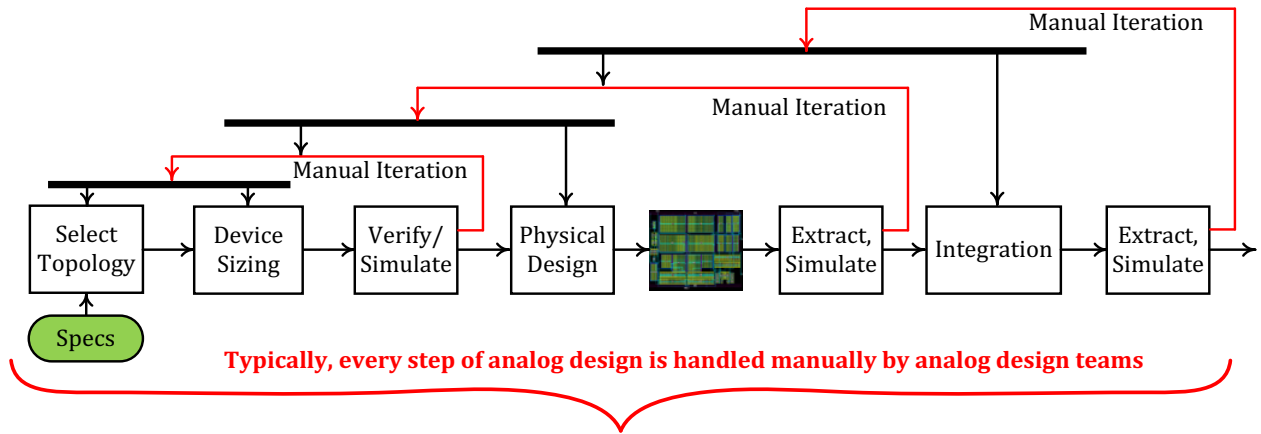 Manual Iteration
Manual Iteration
Manual Iteration
Select
Topology
Device
Sizing
Verify/
Simulate
Physical
Design
Extract,
Simulate
Integration
Extract,
Simulate
Specs
Typically, every step of analog design is handled manually by analog design teams